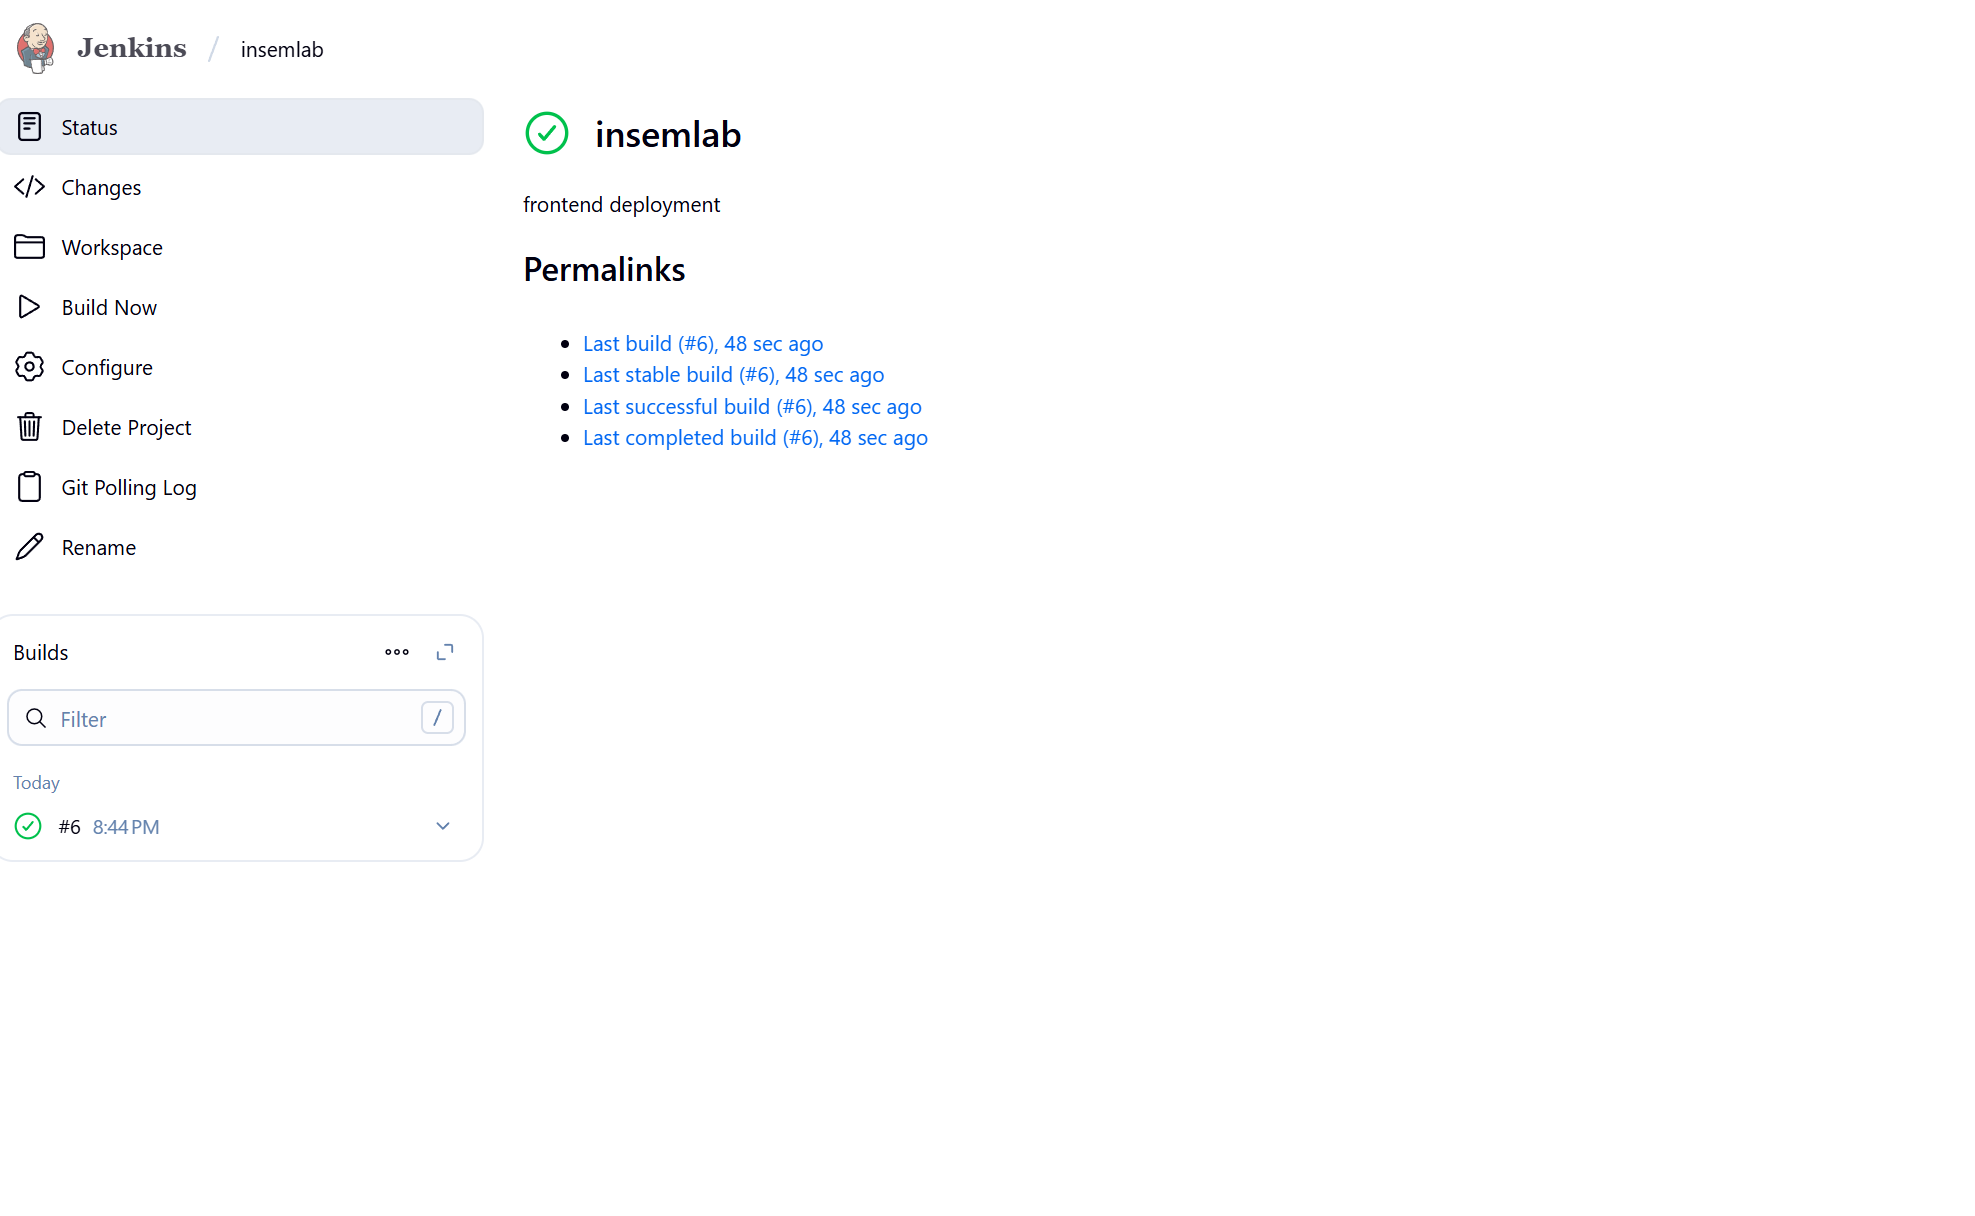 Jenkins / insemlab
Status
Changes
Workspace
Build Now
Configure
Delete Project
Git Polling Log
Rename
Builds
Filter /
Today
#6 8:44 PM
insemlab
frontend deployment
Permalinks
Last build (#6), 48 sec ago
Last stable build (#6), 48 sec ago
Last successful build (#6), 48 sec ago
Last completed build (#6), 48 sec ago